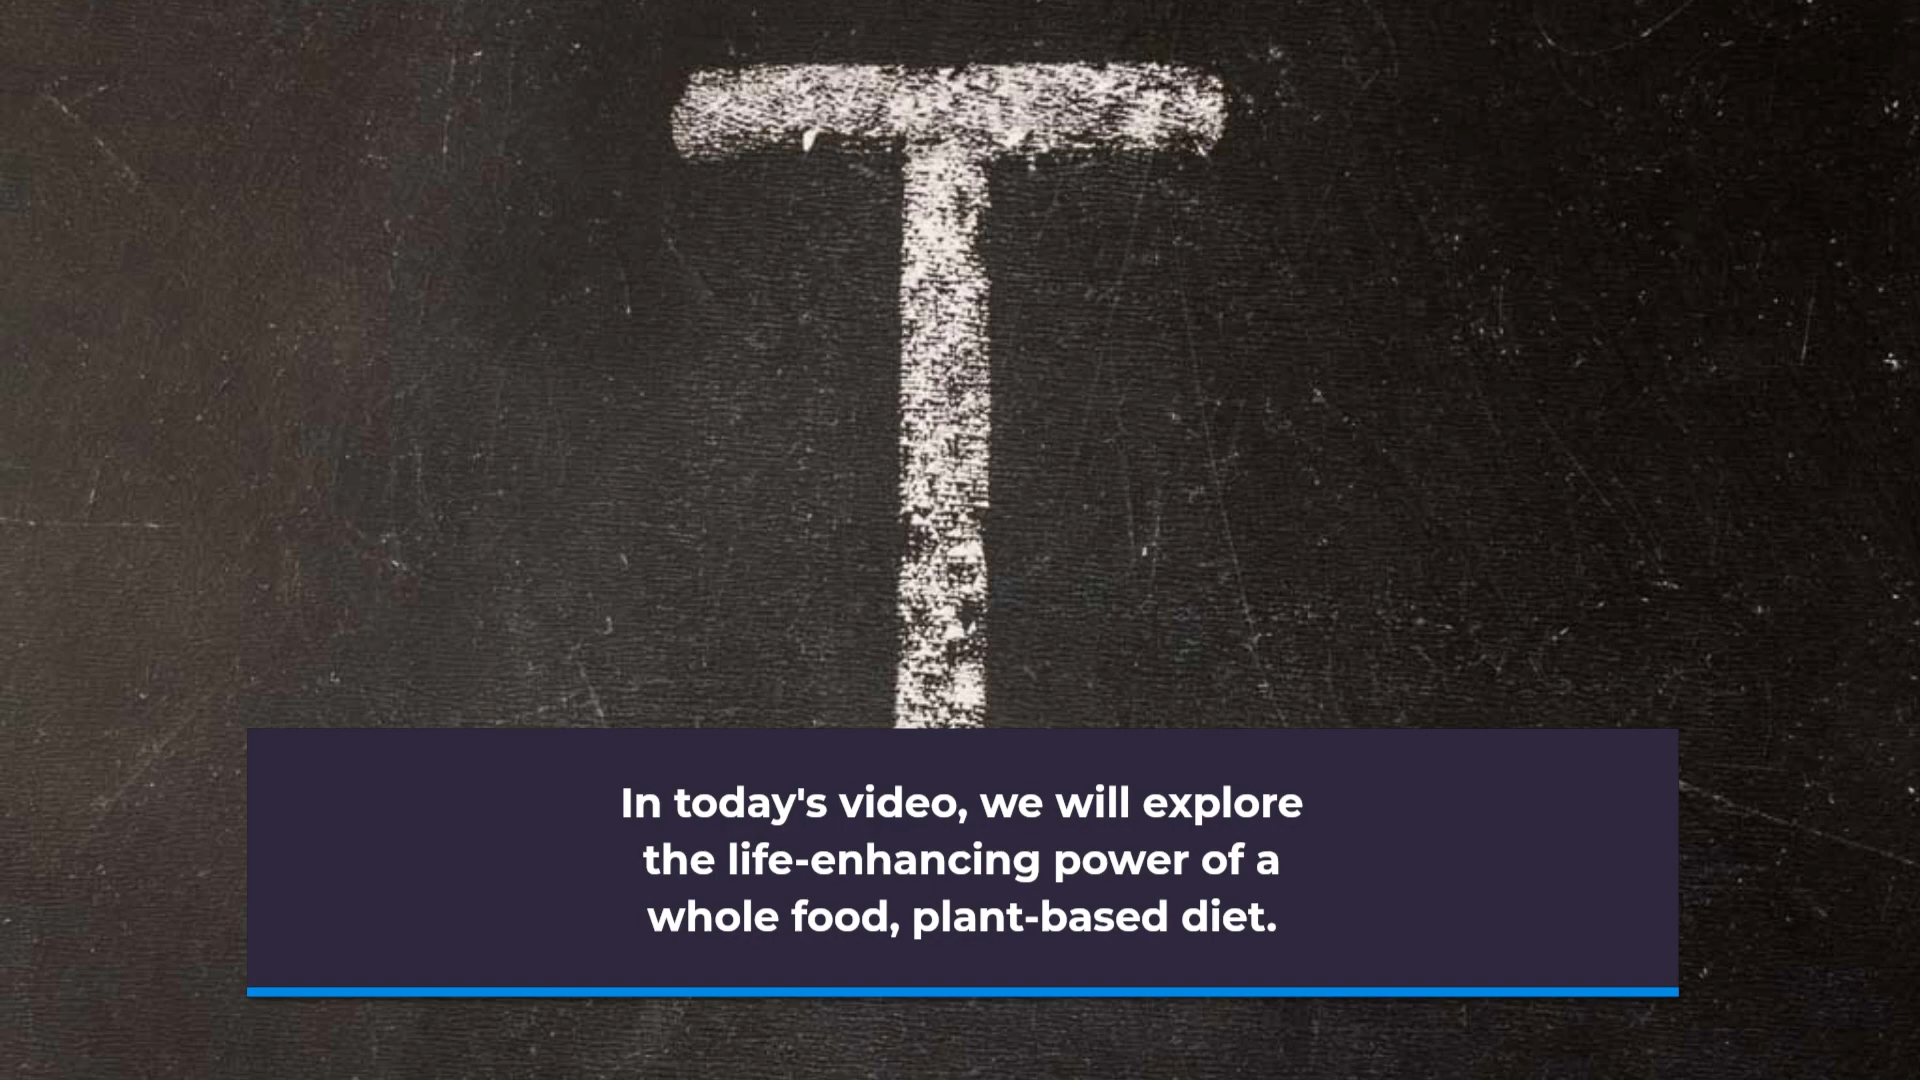 T
In today's video, we will explore
the life-enhancing power of a
whole food, plant-based diet.